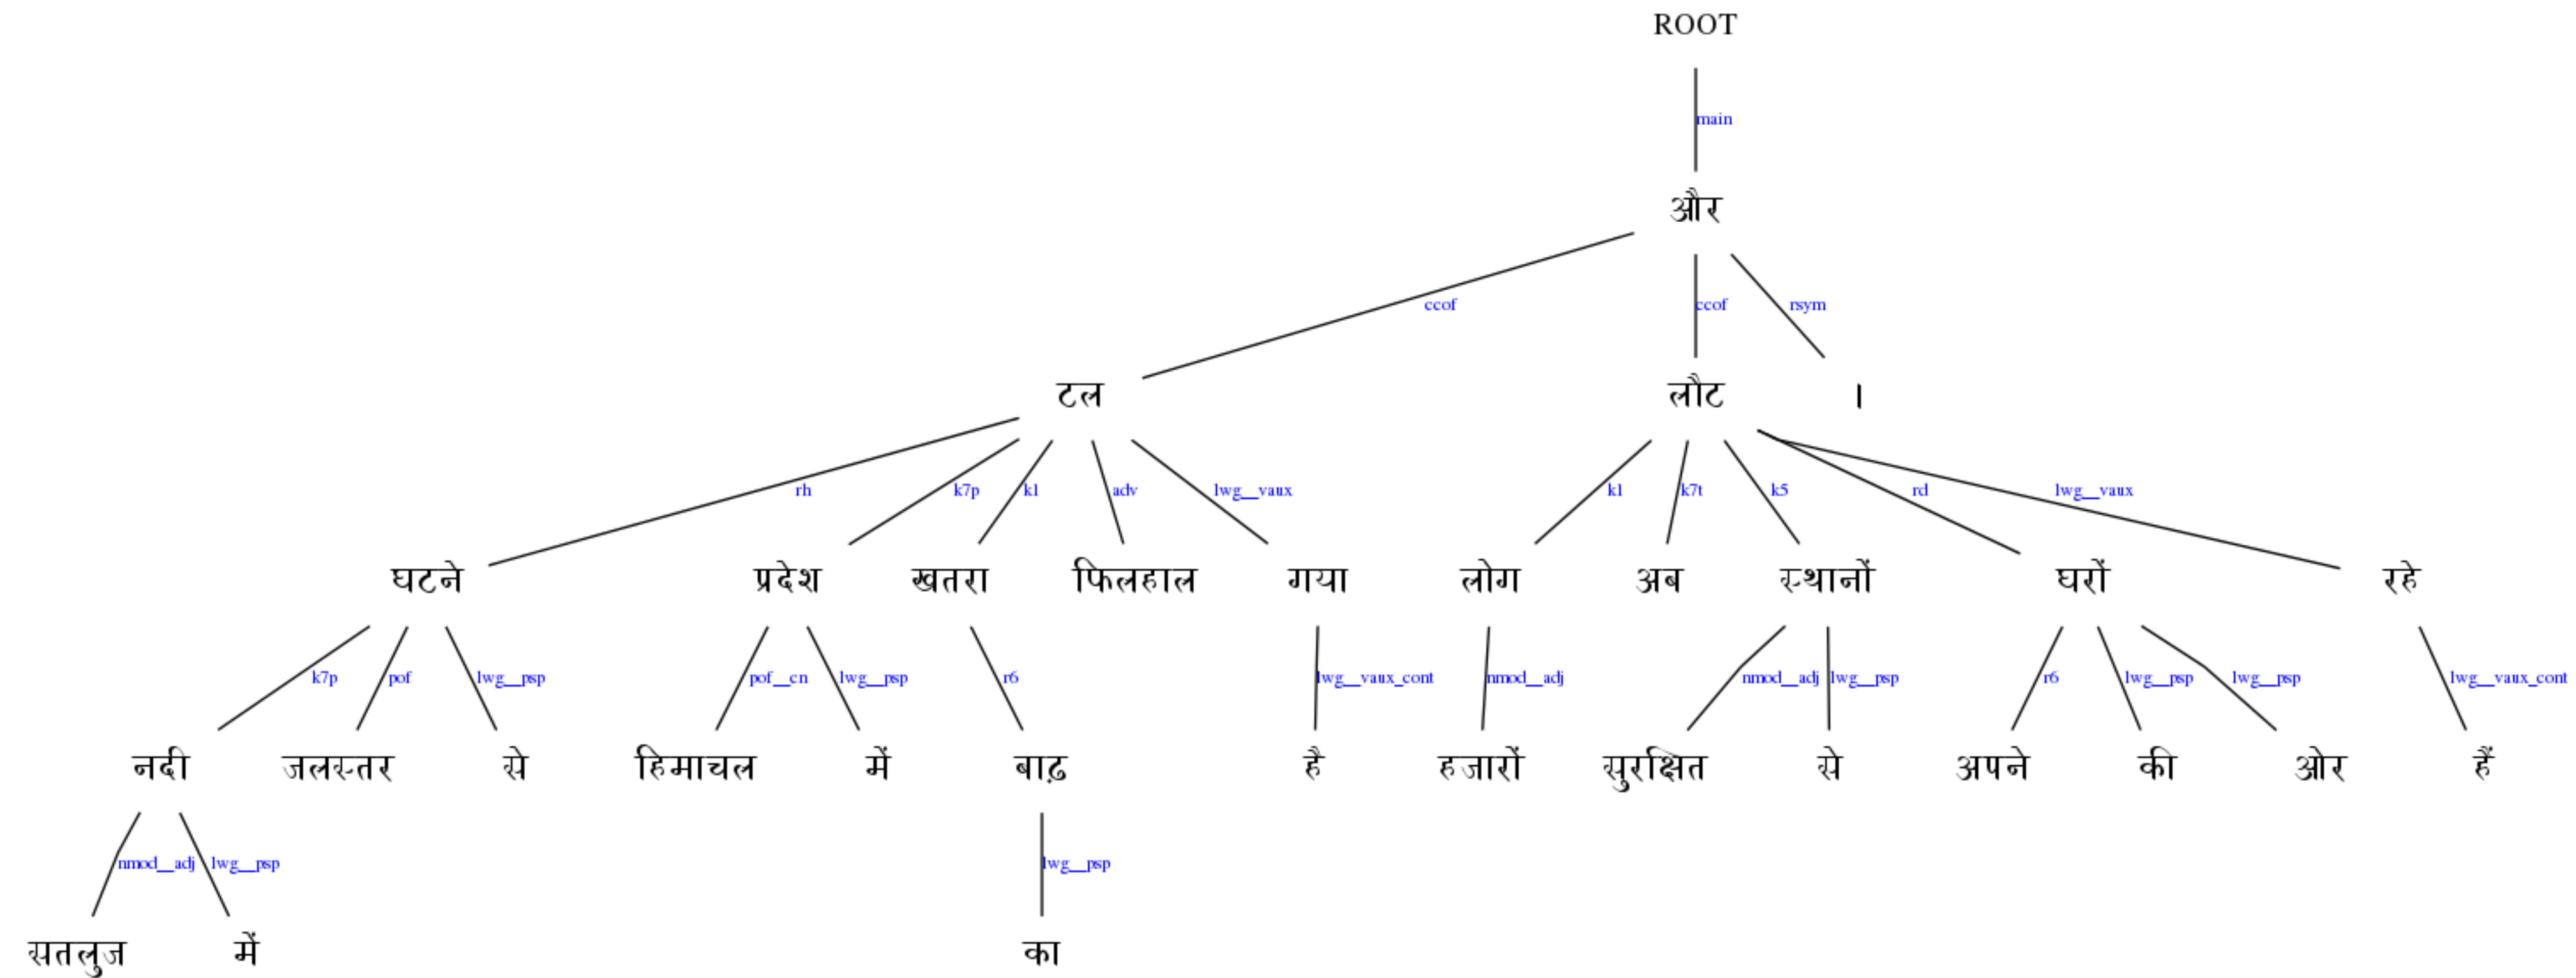 ROOT
main
और
ccof ccof rsym
टल लौट ।
rh k7p k1 adv lwg__vaux k1 k7t k5 rd lwg__vaux
घटने प्रदेश खतरा फिलहाल गया लोग अब स्थानों घरों रहे
k7p pof lwg__psp pof__cn lwg__psp r6 lwg__vaux_cont nmod__adj nmod__adj lwg__psp r6 lwg__psp lwg__psp lwg__vaux_cont
नदी जलस्तर से हिमाचल में बाढ़ है हजारों सुरक्षित से अपने की ओर हैं
nmod__adj lwg__psp lwg__psp
सतलुज में का